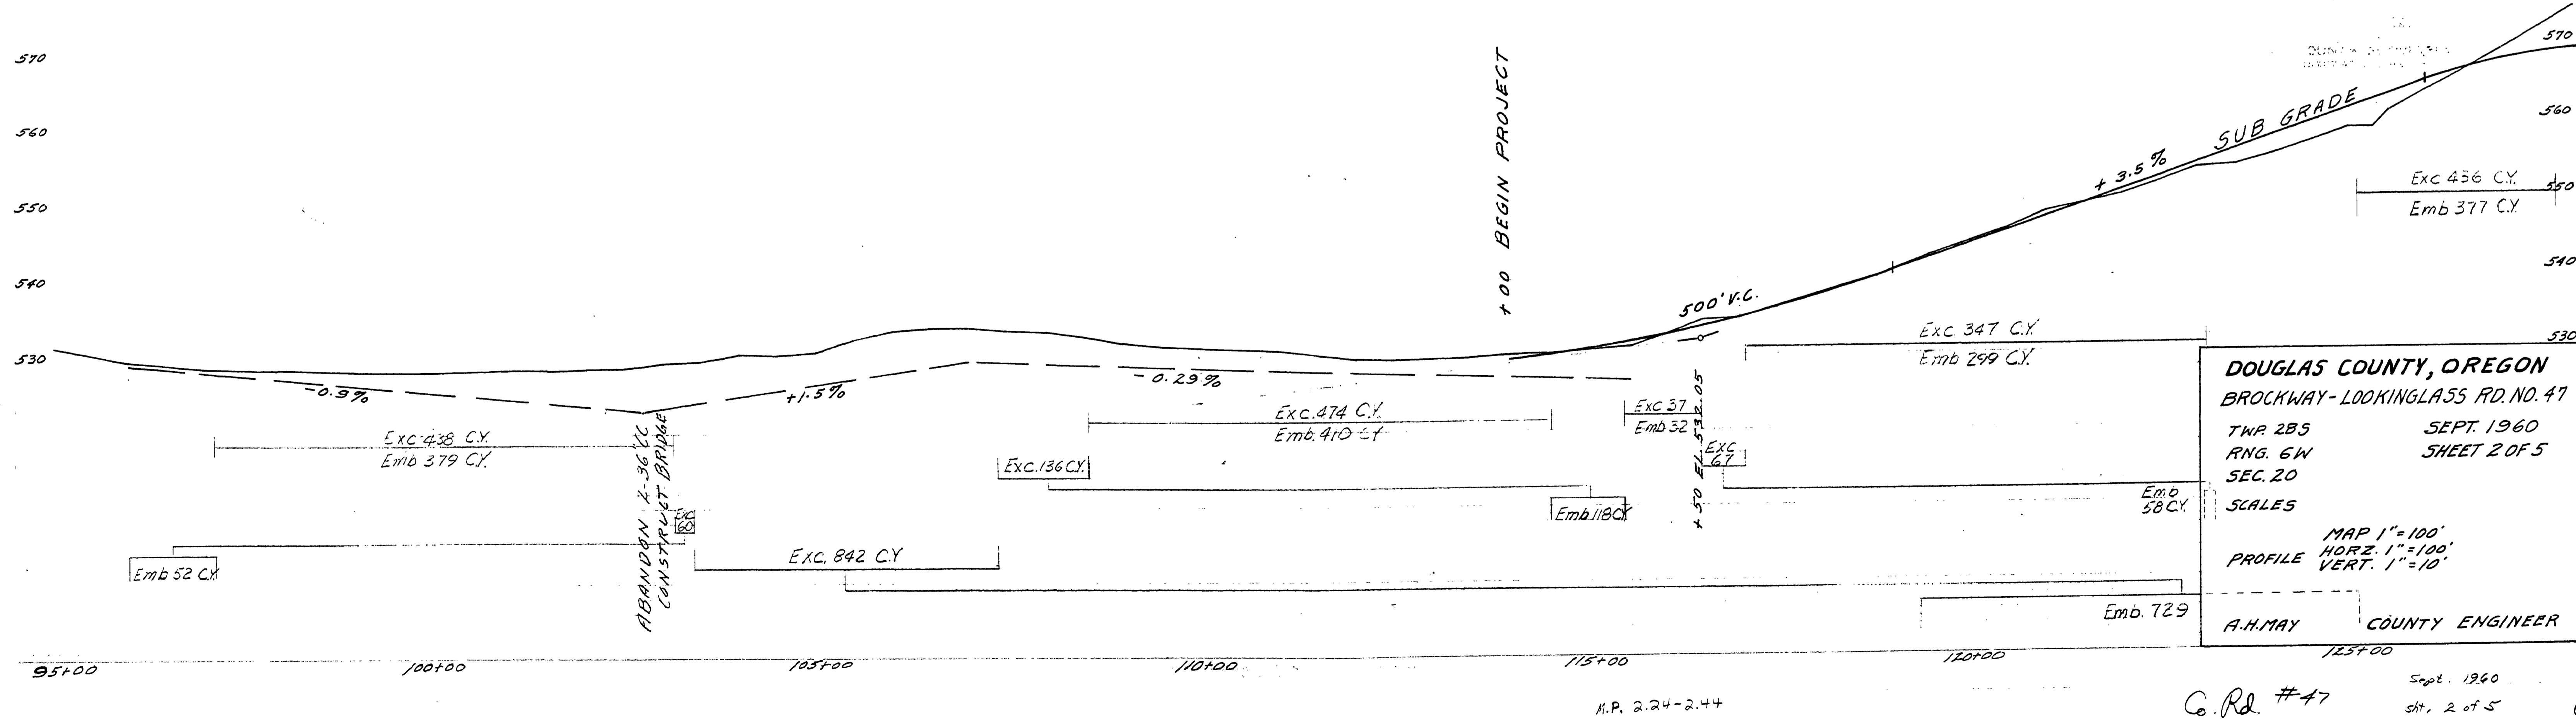 570
560
550
540
530
570
560
550
540
530
+00 BEGIN PROJECT
SUB GRADE
+ 3.5%
500' V.C.
-0.9%
+1.5%
-0.29%
Exc 436 C.Y.
Emb 377 C.Y.
Exc. 347 C.Y.
Emb 299 C.Y.
Exc 438 C.Y.
Emb 379 C.Y.
Exc. 474 C.Y.
Emb. 410 CY
Exc 37
Emb 32
+50 EL. 532.05
Exc.
67
Exc. 136 C.Y.
Emb 118 CY
Emb
58 C.Y.
Exc
60
ABANDON 2-36"CC
CONSTRUCT BRIDGE
Emb 52 C.Y.
Exc. 842 C.Y
Emb. 729
DOUGLAS COUNTY, OREGON
BROCKWAY-LOOKINGLASS RD. NO. 47
TWP. 28S SEPT. 1960
RNG. 6W SHEET 2 OF 5
SEC. 20
SCALES
MAP 1"=100'
PROFILE HORZ. 1"=100'
VERT. 1"=10'
A.H. MAY COUNTY ENGINEER
95+00 100+00 105+00 110+00 115+00 120+00 125+00
M.P. 2.24-2.44
Co. Rd. #47
Sept. 1960
sht. 2 of 5